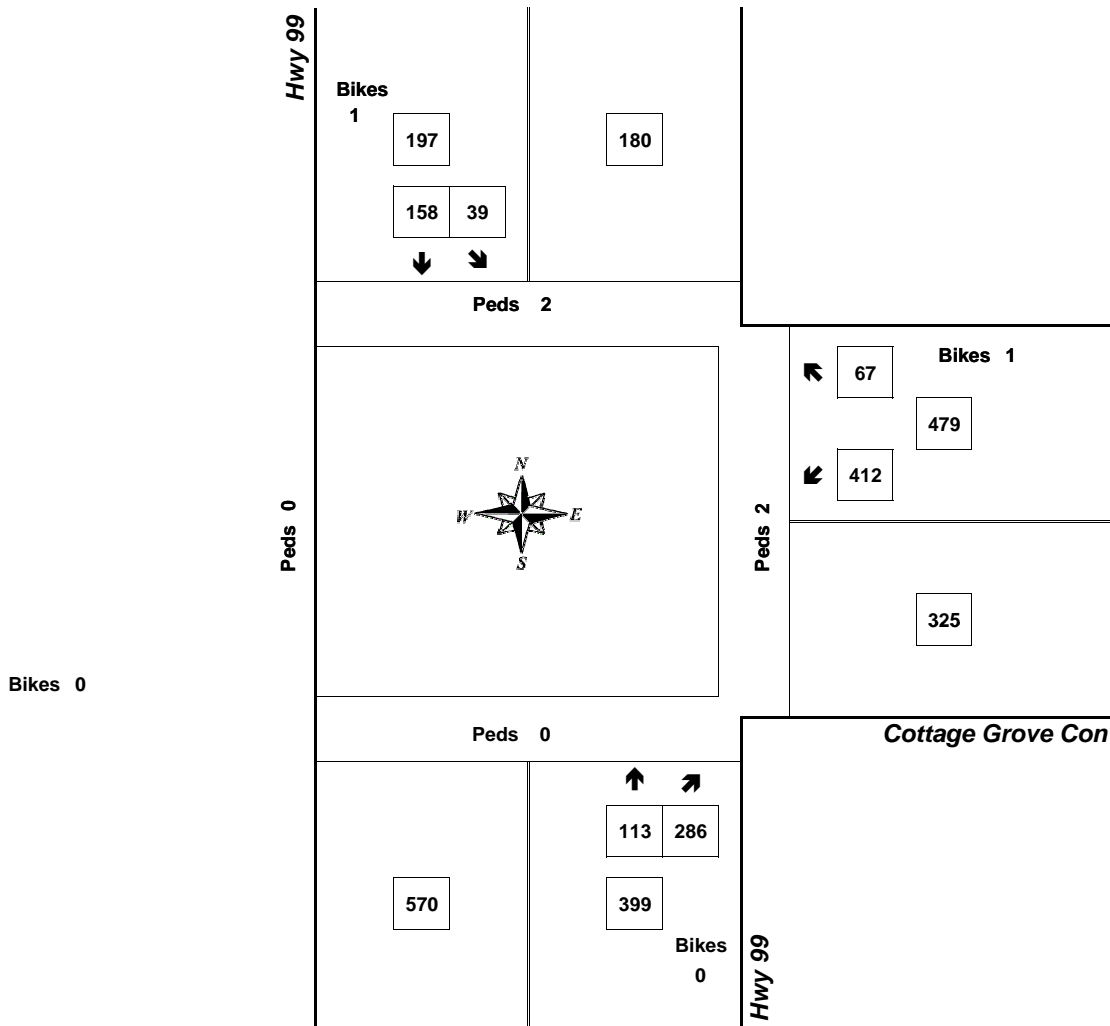 Hwy 99
Bikes
1
197
180
158 39
Peds 2
67
Bikes 1
479
412
N
W E
S
Peds 0
Peds 2
325
Bikes 0
Peds 0
Cottage Grove Con
113 286
570
399
Bikes
0
Hwy 99